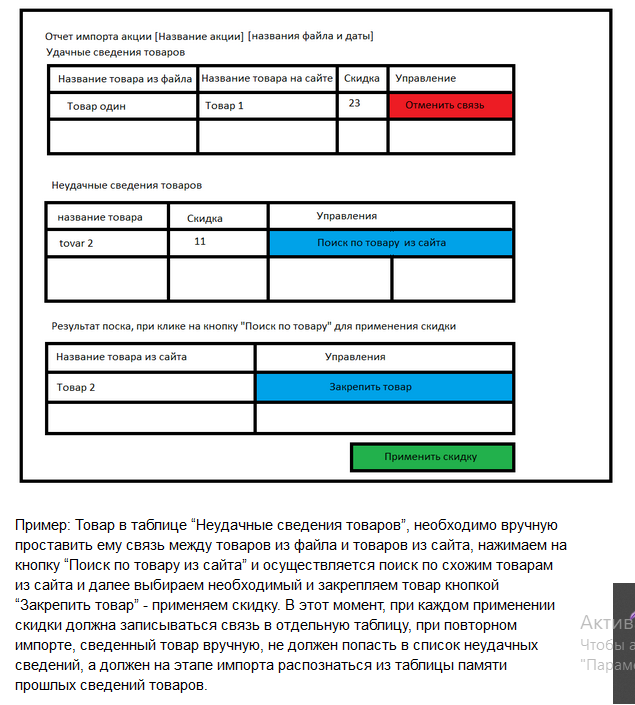 Отчет импорта акции [Название акции] [названия файла и даты]
Удачные сведения товаров
Название товара из файла Название товара на сайте Скидка Управление
Товар один Товар 1 23 Отменить связь
Неудачные сведения товаров
название товара Скидка Управления
tovar 2 11 Поиск по товару из сайта
Результат поска, при клике на кнопку "Поиск по товару" для применения скидки
Название товара из сайта Управления
Товар 2 Закрепить товар
Применить скидку
Пример: Товар в таблице “Неудачные сведения товаров”, необходимо вручную
проставить ему связь между товаров из файла и товаров из сайта, нажимаем на
кнопку “Поиск по товару из сайта” и осуществляется поиск по схожим товарам
из сайта и далее выбираем необходимый и закрепляем товар кнопкой
“Закрепить товар” - применяем скидку. В этот момент, при каждом применении
скидки должна записываться связь в отдельную таблицу, при повторном
импорте, сведенный товар вручную, не должен попасть в список неудачных
сведений, а должен на этапе импорта распознаться из таблицы памяти
прошлых сведений товаров.
Актив
Чтобы а
"Парам